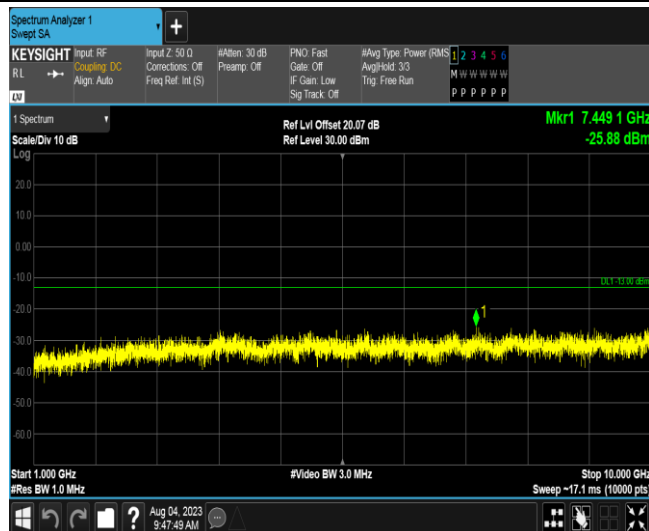 Spectrum Analyzer 1
Swept SA
+
KEYSIGHT
RL
LXI
Input: RF
Coupling: DC
Align: Auto
Input Z: 50 Ω
Corrections: Off
Freq Ref: Int (S)
#Atten: 30 dB
Preamp: Off
PNO: Fast
Gate: Off
IF Gain: Low
Sig Track: Off
#Avg Type: Power (RMS
Avg|Hold: 3/3
Trig: Free Run
1 2 3 4 5 6
M W W W W W
P P P P P P
1 Spectrum
Scale/Div 10 dB
Log
Ref Lvl Offset 20.07 dB
Ref Level 30.00 dBm
Mkr1 7.449 1 GHz
-25.88 dBm
20.0
10.0
0.00
-10.0
DL1 -13.00 dBm
-20.0
1
-30.0
-40.0
-50.0
-60.0
Start 1.000 GHz
#Res BW 1.0 MHz
#Video BW 3.0 MHz
Stop 10.000 GHz
Sweep ~17.1 ms (10000 pts)
?
Aug 04, 2023
9:47:49 AM